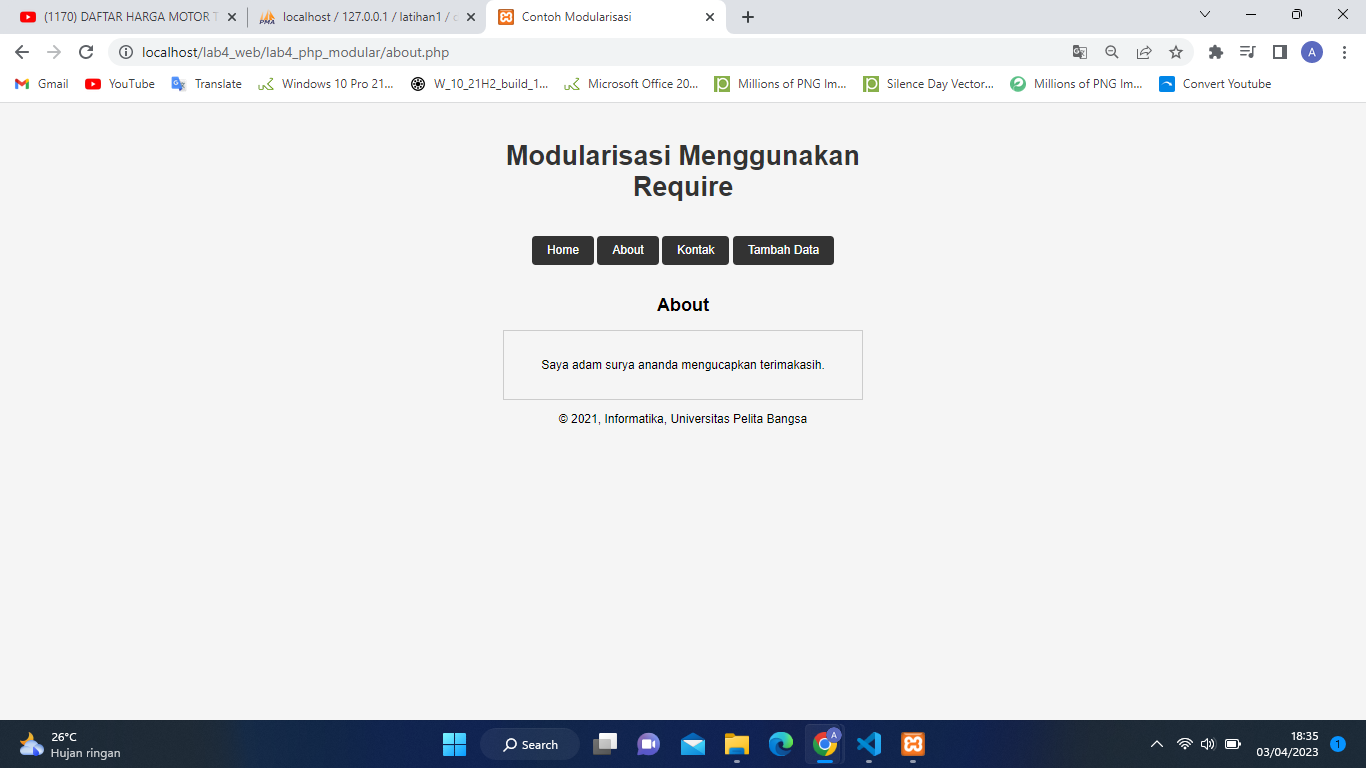 (1170) DAFTAR HARGA MOTOR T
localhost / 127.0.0.1 / latihan1 / d
Contoh Modularisasi
localhost/lab4_web/lab4_php_modular/about.php
A
Gmail
YouTube
Translate
Windows 10 Pro 21...
W_10_21H2_build_1...
Microsoft Office 20...
Millions of PNG Im...
Silence Day Vector...
Millions of PNG Im...
Convert Youtube
Modularisasi Menggunakan
Require
Home About Kontak Tambah Data
About
Saya adam surya ananda mengucapkan terimakasih.
© 2021, Informatika, Universitas Pelita Bangsa
26°C
Hujan ringan
Search
A
18:35
03/04/2023
1